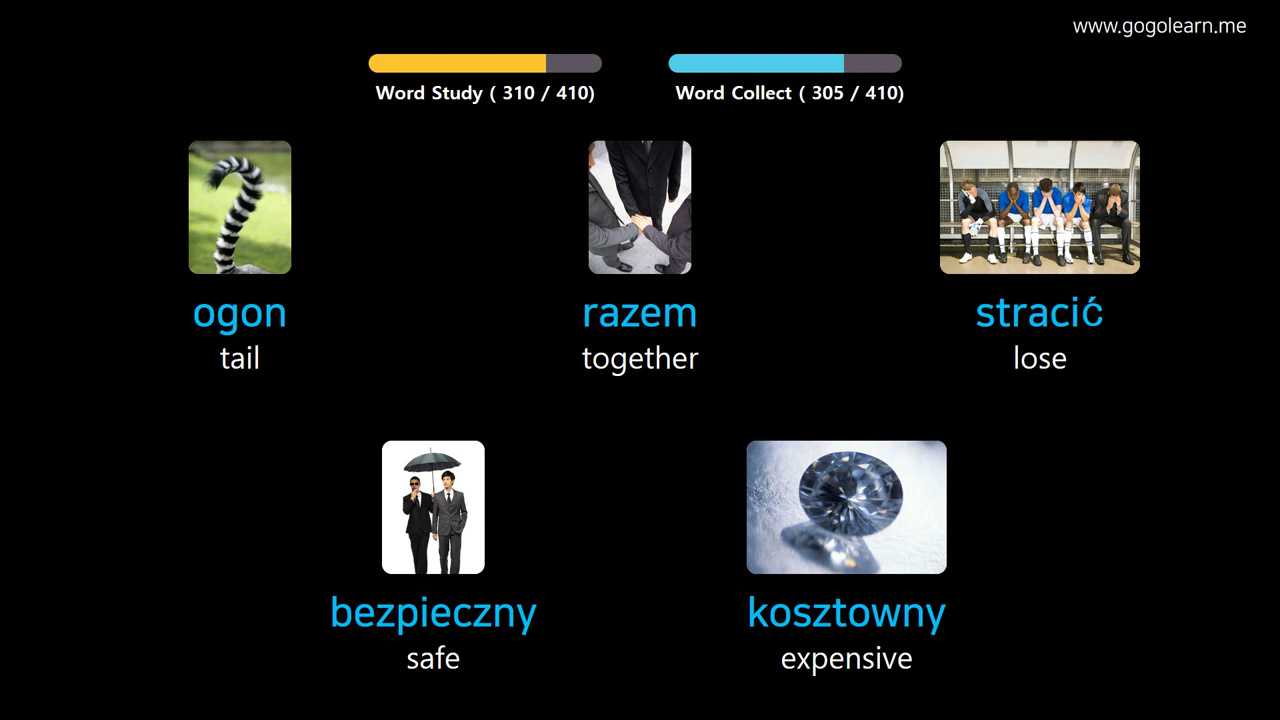 www.gogolearn.me
Word Study ( 310 / 410)
Word Collect ( 305 / 410)
ogon
tail
razem
together
stracić
lose
bezpieczny
safe
kosztowny
expensive